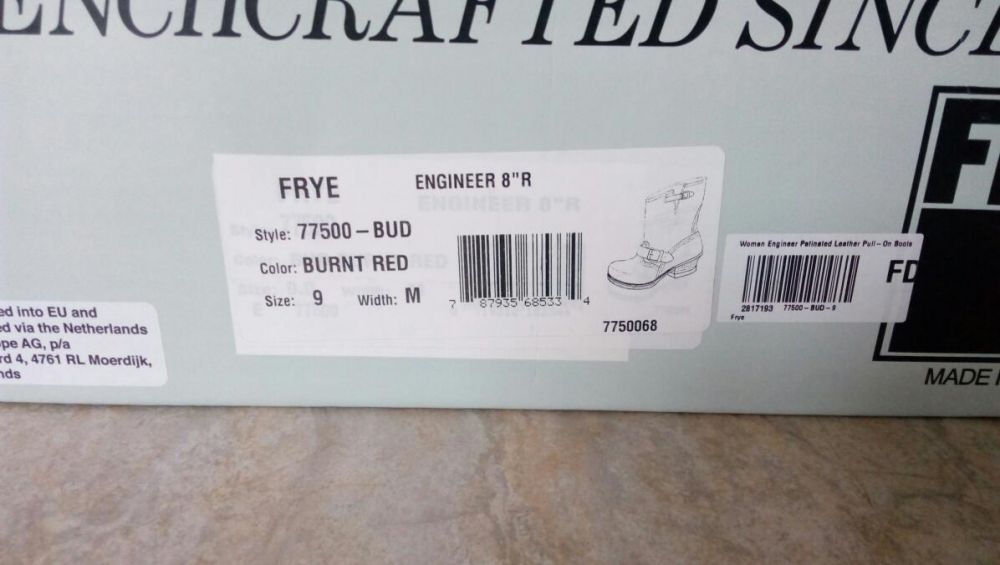 ENCHCRAFTED SINC
FRYE ENGINEER 8"R
ENGINEER 8"R
Style: 77500-BUD
Color: BURNT RED
Size: 9 Width: M
7 87935 68533 4
7750068
Women Engineer Patinated Leather Pull-On Boots
2817193 77500-BUD-9
Frye
F
FD
MADE
ed into EU and
ed via the Netherlands
ope AG, p/a
rd 4, 4761 RL Moerdijk,
nds